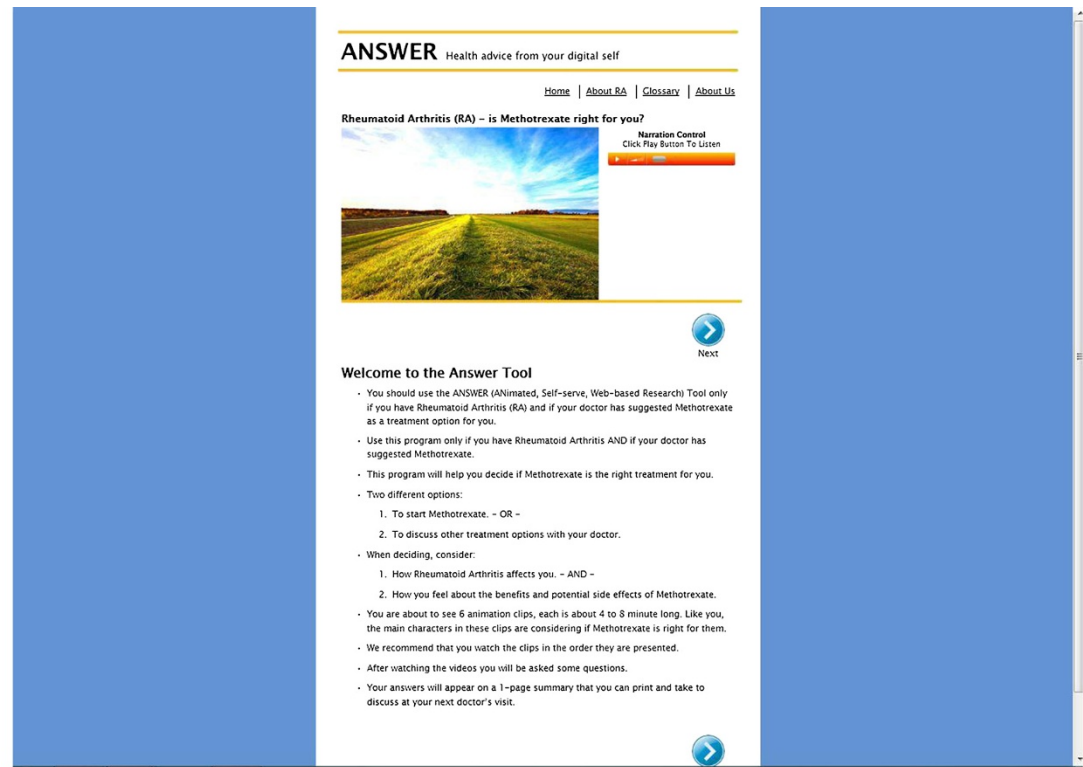 ANSWER Health advice from your digital self
Home | About RA | Glossary | About Us
Rheumatoid Arthritis (RA) – is Methotrexate right for you?
Narration Control
Click Play Button To Listen
Next
Welcome to the Answer Tool
• You should use the ANSWER (ANimated, Self-serve, Web-based Research) Tool only
if you have Rheumatoid Arthritis (RA) and if your doctor has suggested Methotrexate
as a treatment option for you.
• Use this program only if you have Rheumatoid Arthritis AND if your doctor has
suggested Methotrexate.
• This program will help you decide if Methotrexate is the right treatment for you.
• Two different options:
1. To start Methotrexate. – OR –
2. To discuss other treatment options with your doctor.
• When deciding, consider:
1. How Rheumatoid Arthritis affects you. – AND –
2. How you feel about the benefits and potential side effects of Methotrexate.
• You are about to see 6 animation clips, each is about 4 to 8 minute long. Like you,
the main characters in these clips are considering if Methotrexate is right for them.
• We recommend that you watch the clips in the order they are presented.
• After watching the videos you will be asked some questions.
• Your answers will appear on a 1-page summary that you can print and take to
discuss at your next doctor's visit.